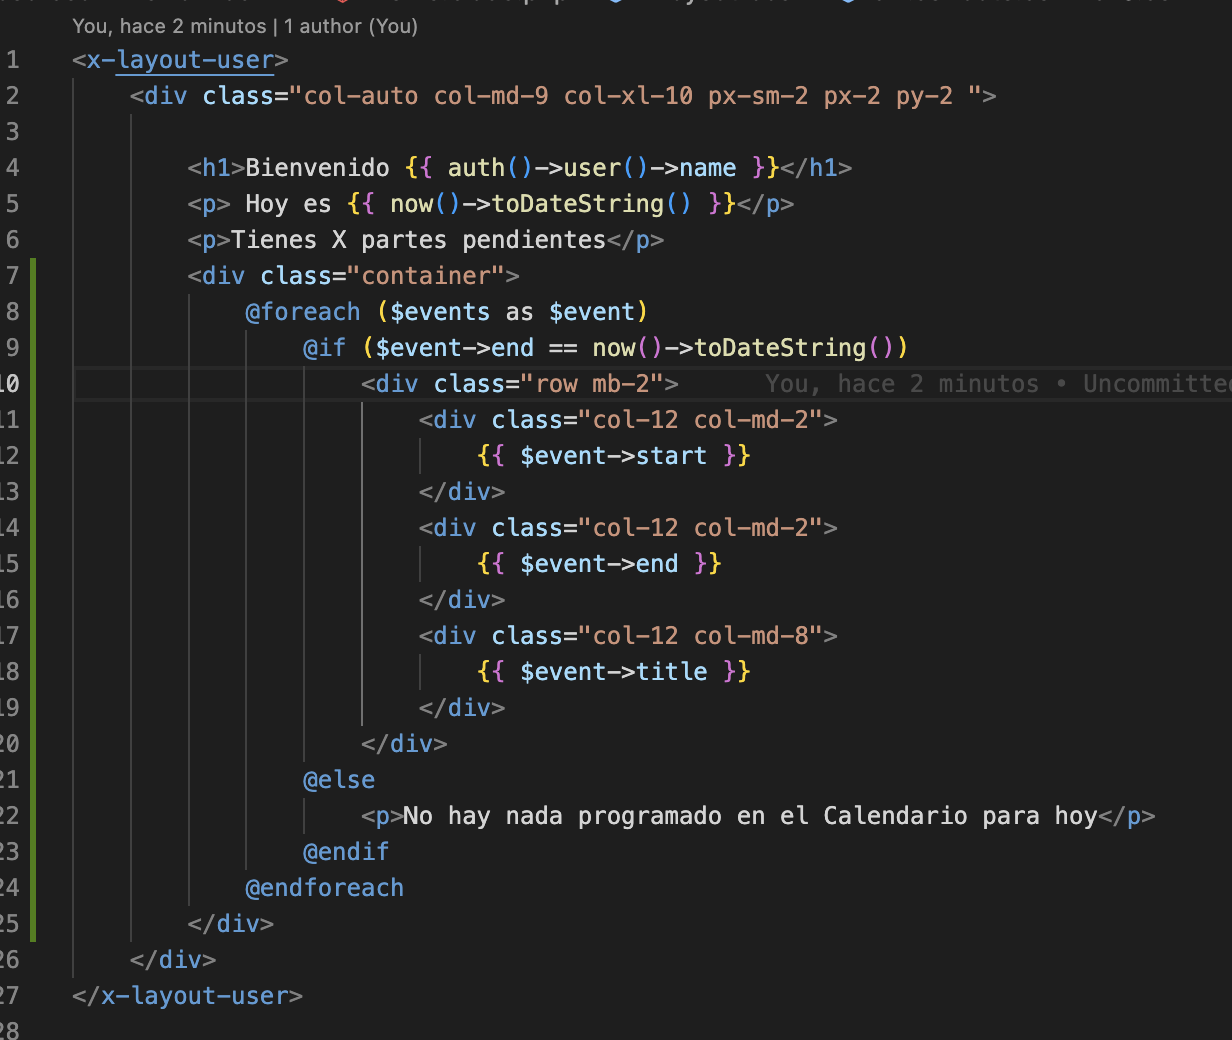 You, hace 2 minutos | 1 author (You)
1 <x-layout-user>
2 <div class="col-auto col-md-9 col-xl-10 px-sm-2 px-2 py-2 ">
3
4 <h1>Bienvenido {{ auth()->user()->name }}</h1>
5 <p> Hoy es {{ now()->toDateString() }}</p>
6 <p>Tienes X partes pendientes</p>
7 <div class="container">
8 @foreach ($events as $event)
9 @if ($event->end == now()->toDateString())
10 <div class="row mb-2"> You, hace 2 minutos • Uncommitted
11 <div class="col-12 col-md-2">
12 {{ $event->start }}
13 </div>
14 <div class="col-12 col-md-2">
15 {{ $event->end }}
16 </div>
17 <div class="col-12 col-md-8">
18 {{ $event->title }}
19 </div>
20 </div>
21 @else
22 <p>No hay nada programado en el Calendario para hoy</p>
23 @endif
24 @endforeach
25 </div>
26 </div>
27 </x-layout-user>
28